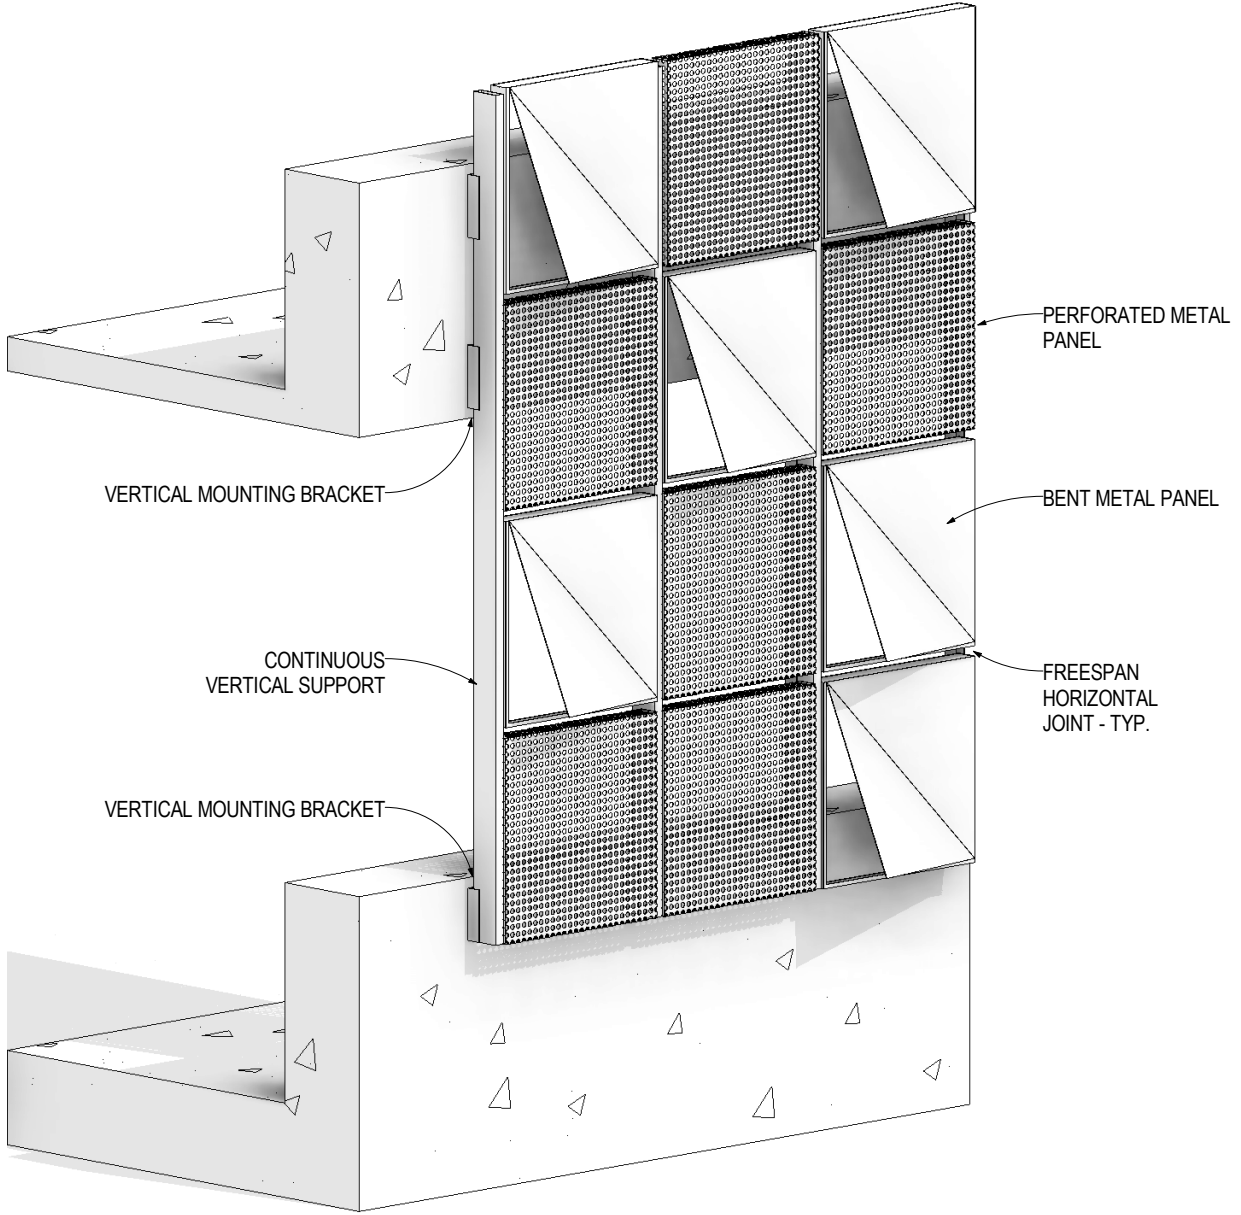 PERFORATED METAL
PANEL
VERTICAL MOUNTING BRACKET
BENT METAL PANEL
CONTINUOUS
VERTICAL SUPPORT
FREESPAN
HORIZONTAL
JOINT - TYP.
VERTICAL MOUNTING BRACKET